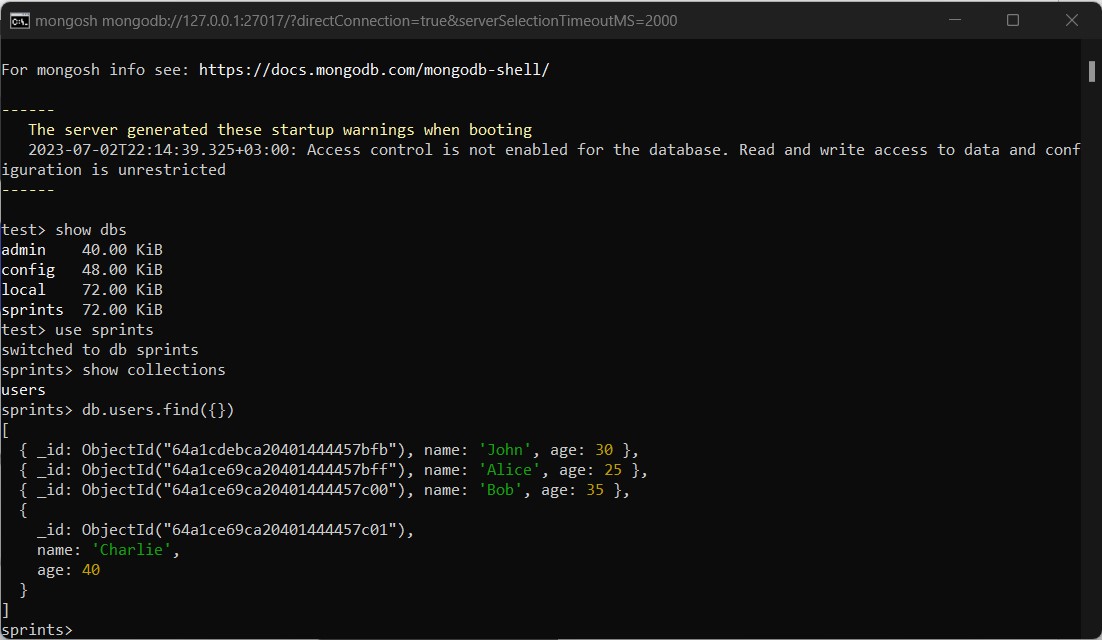 mongosh mongodb://127.0.0.1:27017/?directConnection=true&serverSelectionTimeoutMS=2000
For mongosh info see: https://docs.mongodb.com/mongodb-shell/
------
   The server generated these startup warnings when booting
   2023-07-02T22:14:39.325+03:00: Access control is not enabled for the database. Read and write access to data and conf
iguration is unrestricted
------
test> show dbs
admin    40.00 KiB
config   48.00 KiB
local    72.00 KiB
sprints  72.00 KiB
test> use sprints
switched to db sprints
sprints> show collections
users
sprints> db.users.find({})
[
  { _id: ObjectId("64a1cdebca20401444457bfb"), name: 'John', age: 30 },
  { _id: ObjectId("64a1ce69ca20401444457bff"), name: 'Alice', age: 25 },
  { _id: ObjectId("64a1ce69ca20401444457c00"), name: 'Bob', age: 35 },
  {
    _id: ObjectId("64a1ce69ca20401444457c01"),
    name: 'Charlie',
    age: 40
  }
]
sprints>